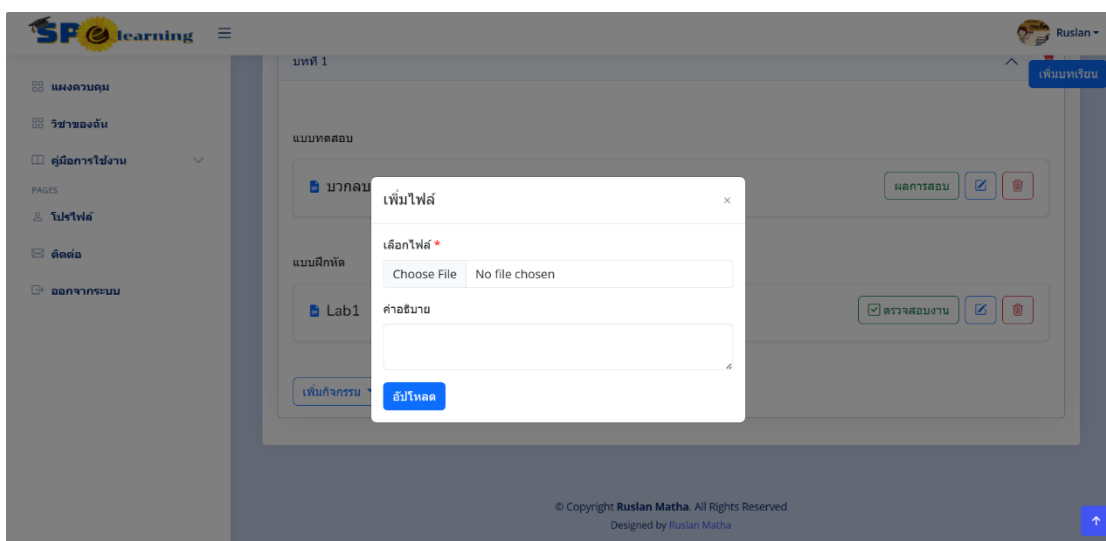 SP e learning
Ruslan
บทที่ 1
เพิ่มบทเรียน
แผงควบคุม
วิชาของฉัน
คู่มือการใช้งาน
PAGES
โปรไฟล์
ติดต่อ
ออกจากระบบ
แบบทดสอบ
บวกลบ
ผลการสอบ
แบบฝึกหัด
Lab1
ตรวจสอบงาน
เพิ่มกิจกรรม
เพิ่มไฟล์
×
เลือกไฟล์ *
Choose File No file chosen
คำอธิบาย
อัปโหลด
© Copyright Ruslan Matha. All Rights Reserved
Designed by Ruslan Matha